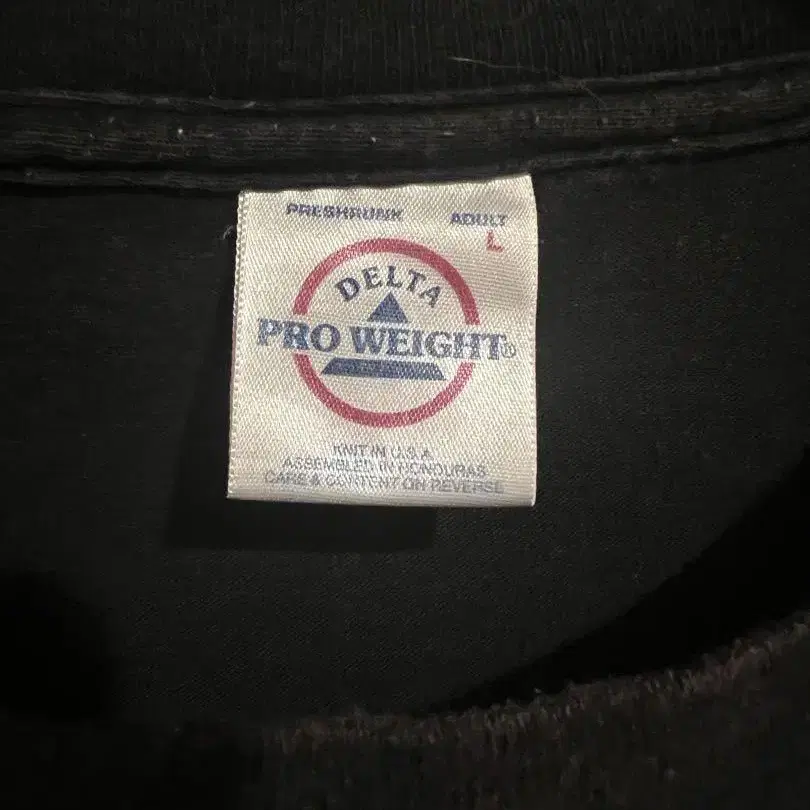 PRESHRUNK ADULT
L
DELTA
PRO WEIGHT®
KNIT IN U.S.A.
ASSEMBLED IN HONDURAS
CARE & CONTENT ON REVERSE